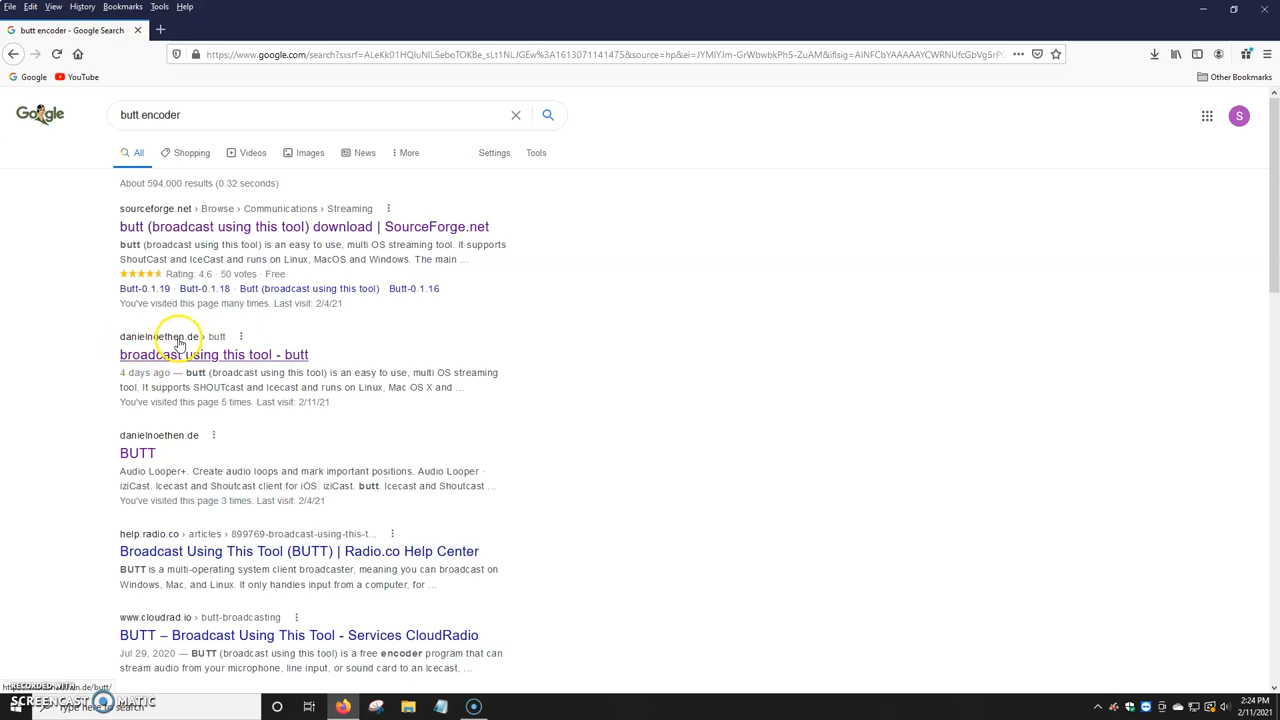 File Edit View History Bookmarks Tools Help
butt encoder - Google Search
https://www.google.com/search?sxsrf=
Google YouTube Other Bookmarks
Google butt encoder S
All Shopping Videos Images News More Settings Tools
About 594,000 results (0.32 seconds)
sourceforge.net › Browse › Communications › Streaming
butt (broadcast using this tool) download | SourceForge.net
butt (broadcast using this tool) is an easy to use, multi OS streaming tool. It supports
ShoutCast and IceCast and runs on Linux, MacOS and Windows. The main ...
Rating: 4.6 · 50 votes · Free
Butt-0.1.19 · Butt-0.1.18 · Butt (broadcast using this tool) · Butt-0.1.16
You've visited this page many times. Last visit: 2/4/21
danielnoethen.de › butt
broadcast using this tool - butt
4 days ago — butt (broadcast using this tool) is an easy to use, multi OS streaming
tool. It supports SHOUTcast and Icecast and runs on Linux, Mac OS X and ...
You've visited this page 5 times. Last visit: 2/11/21
danielnoethen.de
BUTT
Audio Looper+. Create audio loops and mark important positions. Audio Looper ·
iziCast. Icecast and Shoutcast client for iOS. iziCast. butt. Icecast and Shoutcast ...
You've visited this page 3 times. Last visit: 2/4/21
help.radio.co › articles › 899769-broadcast-using-this-t...
Broadcast Using This Tool (BUTT) | Radio.co Help Center
BUTT is a multi-operating system client broadcaster, meaning you can broadcast on
Windows, Mac, and Linux. It only handles input from a computer, for ...
www.cloudrad.io › butt-broadcasting
BUTT – Broadcast Using This Tool - Services CloudRadio
Jul 29, 2020 — BUTT (broadcast using this tool) is a free encoder program that can
stream audio from your microphone, line input, or sound card to an Icecast, ...
RECORDED WITH
SCREENCAST MATIC
Type here to search
2:24 PM
2/11/2021